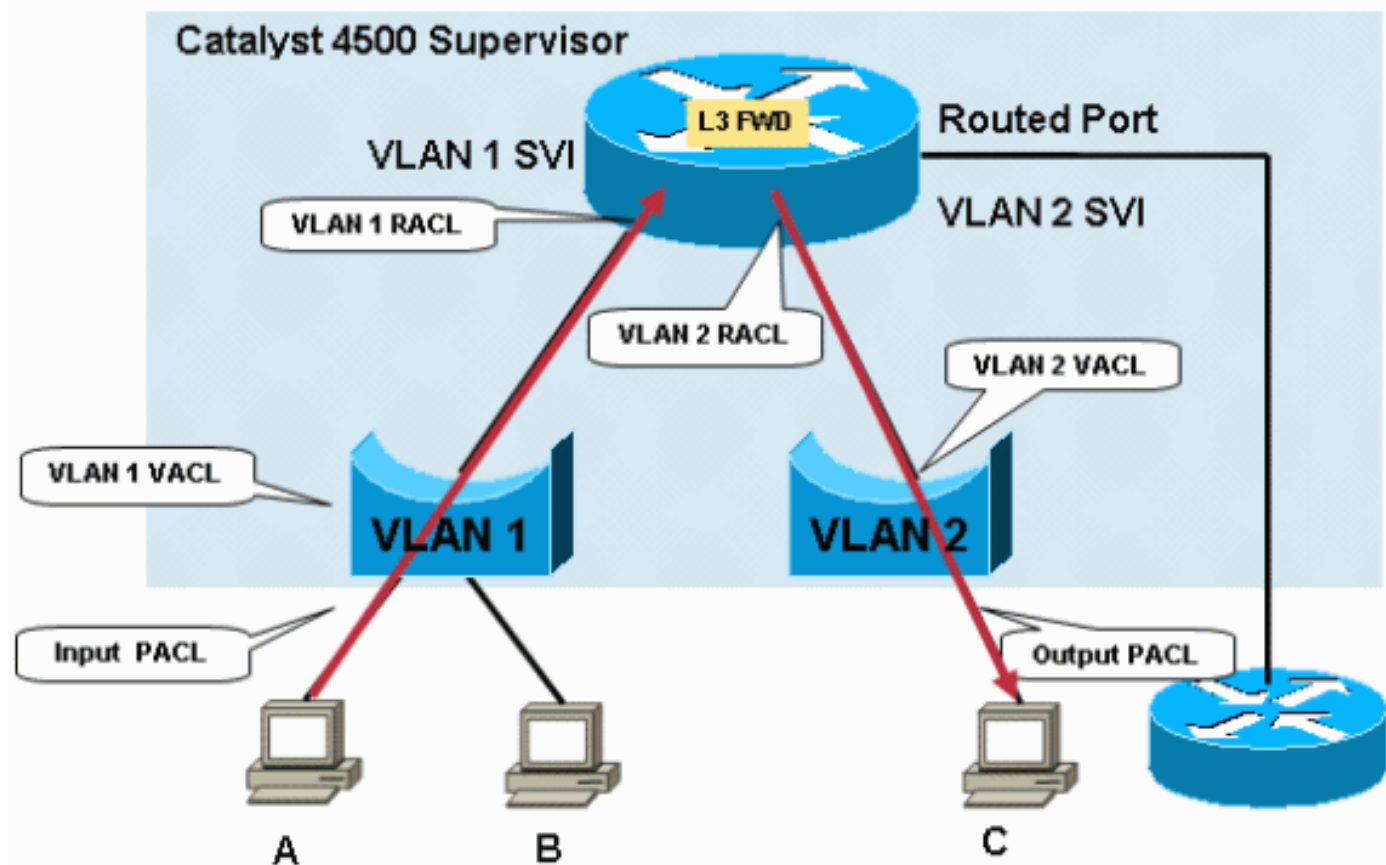 Catalyst 4500 Supervisor
L3 FWD
Routed Port
VLAN 1 SVI
VLAN 1 RACL
VLAN 2 SVI
VLAN 2 RACL
VLAN 2 VACL
VLAN 1 VACL
VLAN 1
VLAN 2
Input PACL
Output PACL
A
B
C